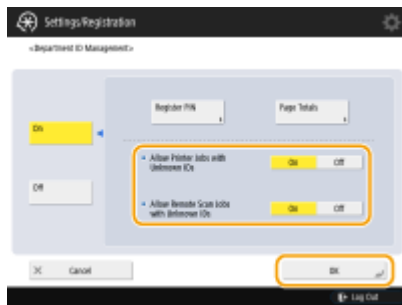 Settings/Registration
<Department ID Management>
Register PIN
Page Totals
On
Allow Printer Jobs with
Unknown IDs
On
Off
Off
Allow Remote Scan Jobs
with Unknown IDs
On
Off
Cancel
OK
Log Out